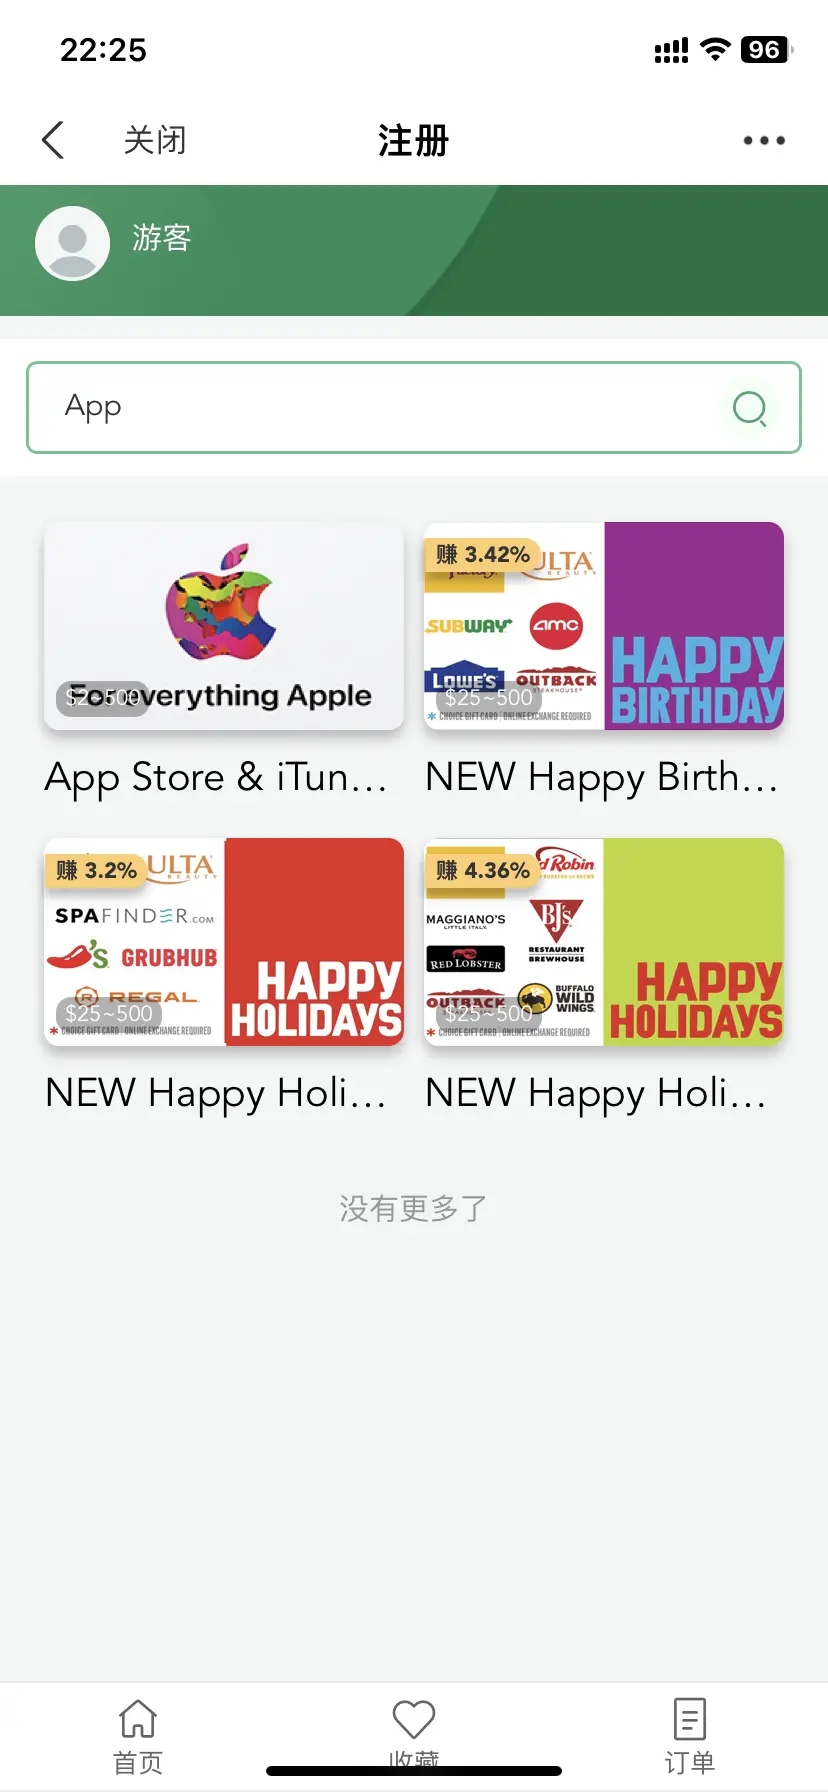 22:25
96
关闭
注册
游客
App
For everything Apple
$2~500
App Store & iTun...
赚 3.42%
ULTA
BEAUTY
SUBWAY
amc
LOWE'S
OUTBACK
STEAKHOUSE
$25~500
* CHOICE GIFT CARD | ONLINE EXCHANGE REQUIRED
HAPPY
BIRTHDAY
NEW Happy Birth...
赚 3.2%
ULTA
BEAUTY
SPAFINDER.COM
'S
GRUBHUB
R REGAL
$25~500
* CHOICE GIFT CARD | ONLINE EXCHANGE REQUIRED
HAPPY
HOLIDAYS
NEW Happy Holi...
赚 4.36%
d Robin
MAGGIANO'S
LITTLE ITALY
BJ's
RESTAURANT
BREWHOUSE
RED LOBSTER
OUTBACK
BUFFALO
WILD
WINGS
$25~500
* CHOICE GIFT CARD | ONLINE EXCHANGE REQUIRED
HAPPY
HOLIDAYS
NEW Happy Holi...
没有更多了
首页
收藏
订单